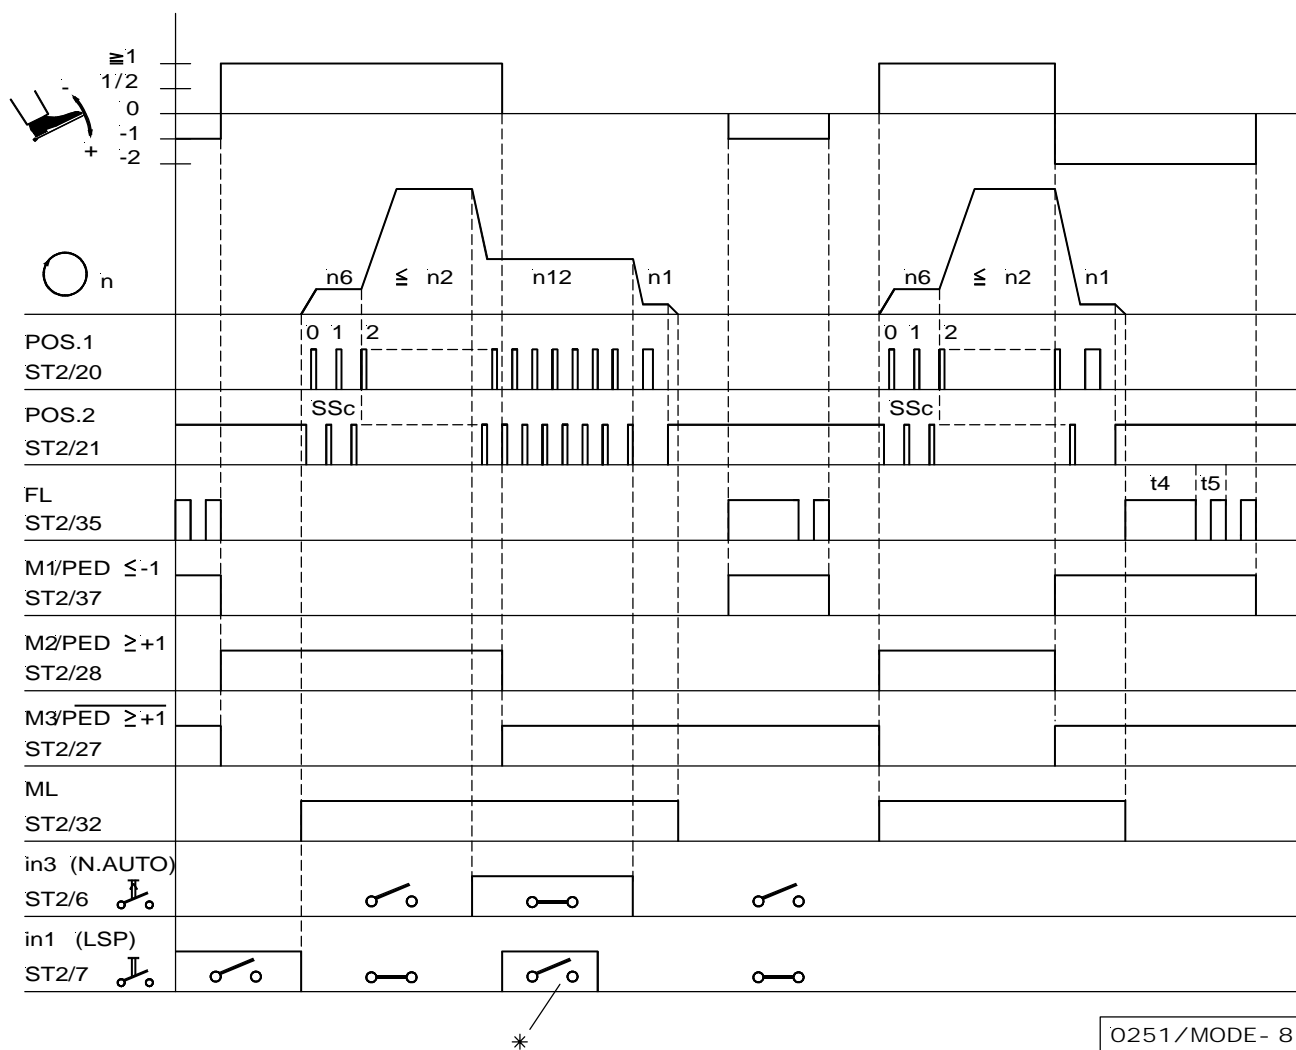 ≧1
- 1/2
0
-1
+ -2
n n6 ≤ n2 n12 n1 n6 ≤ n2 n1
POS.1 0 1 2 0 1 2
ST2/20
POS.2 SSc SSc
ST2/21
FL t4 t5
ST2/35
M1/PED ≤-1
ST2/37
M2/PED ≥+1
ST2/28
M3/PED ≥+1
ST2/27
ML
ST2/32
in3 (N.AUTO)
ST2/6
in1 (LSP)
ST2/7
*
0251/MODE-8